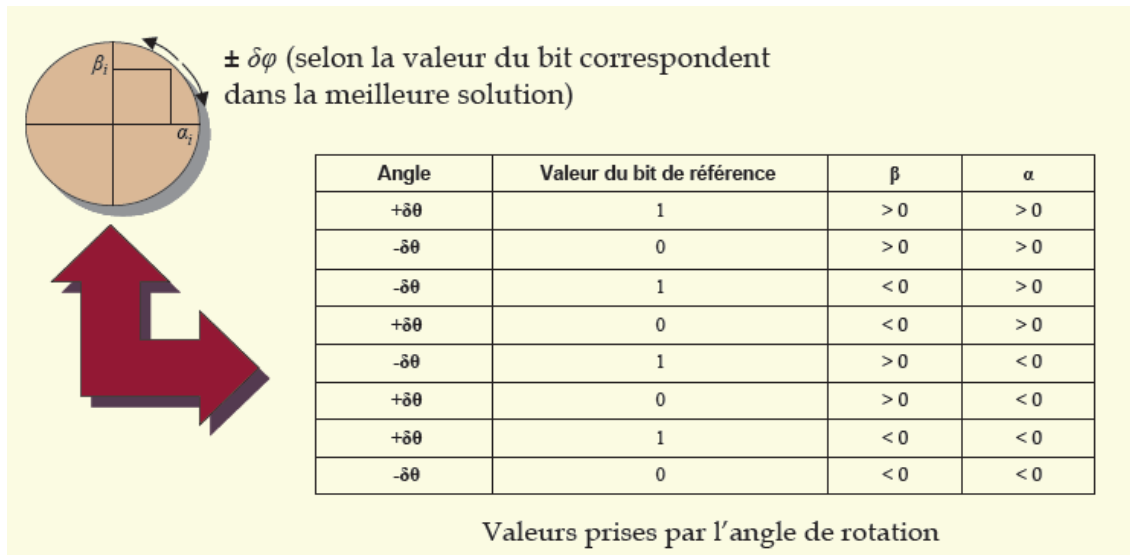 βi
αi
± δφ (selon la valeur du bit correspondent
dans la meilleure solution)
Angle Valeur du bit de référence β α
+δθ 1 > 0 > 0
-δθ 0 > 0 > 0
-δθ 1 < 0 > 0
+δθ 0 < 0 > 0
-δθ 1 > 0 < 0
+δθ 0 > 0 < 0
+δθ 1 < 0 < 0
-δθ 0 < 0 < 0
Valeurs prises par l'angle de rotation